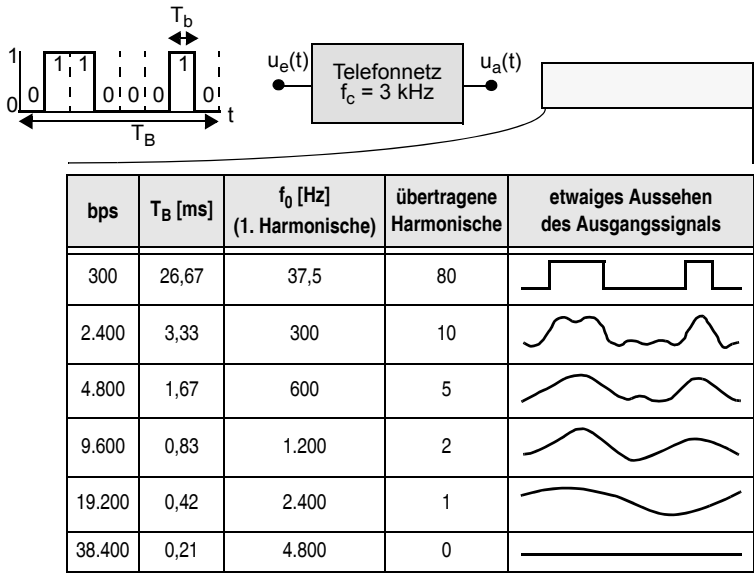 T_b
1
1 1 1
0 0 0 0 0 0
t
T_B
u_e(t) Telefonnetz u_a(t)
f_c = 3 kHz
bps T_B [ms] f_0 [Hz] (1. Harmonische) übertragene Harmonische etwaiges Aussehen des Ausgangssignals
300 26,67 37,5 80
2.400 3,33 300 10
4.800 1,67 600 5
9.600 0,83 1.200 2
19.200 0,42 2.400 1
38.400 0,21 4.800 0